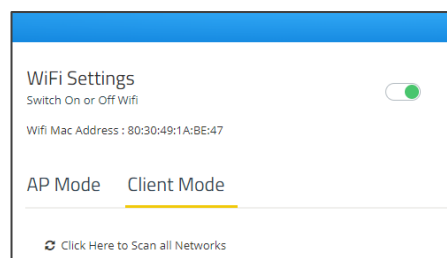 WiFi Settings
Switch On or Off Wifi
Wifi Mac Address : 80:30:49:1A:BE:47
AP Mode Client Mode
Click Here to Scan all Networks